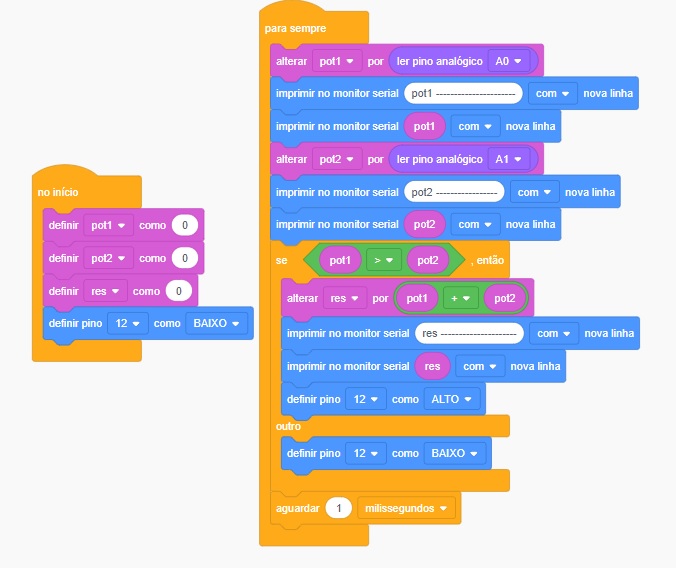 no início
definir pot1 como 0
definir pot2 como 0
definir res como 0
definir pino 12 como BAIXO
para sempre
alterar pot1 por ler pino analógico A0
imprimir no monitor serial pot1 ---------------------- com nova linha
imprimir no monitor serial pot1 com nova linha
alterar pot2 por ler pino analógico A1
imprimir no monitor serial pot2 ----------------- com nova linha
imprimir no monitor serial pot2 com nova linha
se pot1 > pot2 , então
alterar res por pot1 + pot2
imprimir no monitor serial res --------------------- com nova linha
imprimir no monitor serial res com nova linha
definir pino 12 como ALTO
outro
definir pino 12 como BAIXO
aguardar 1 milissegundos